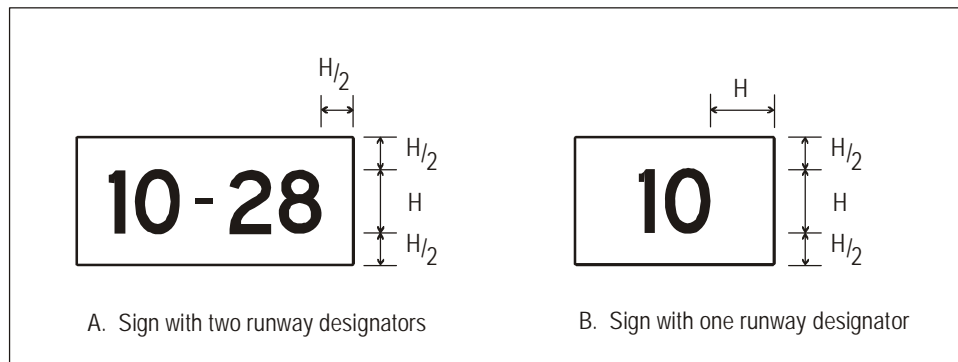 H/2
H
H/2
H
H/2
10-28
H/2
H
H/2
10
A. Sign with two runway designators
B. Sign with one runway designator